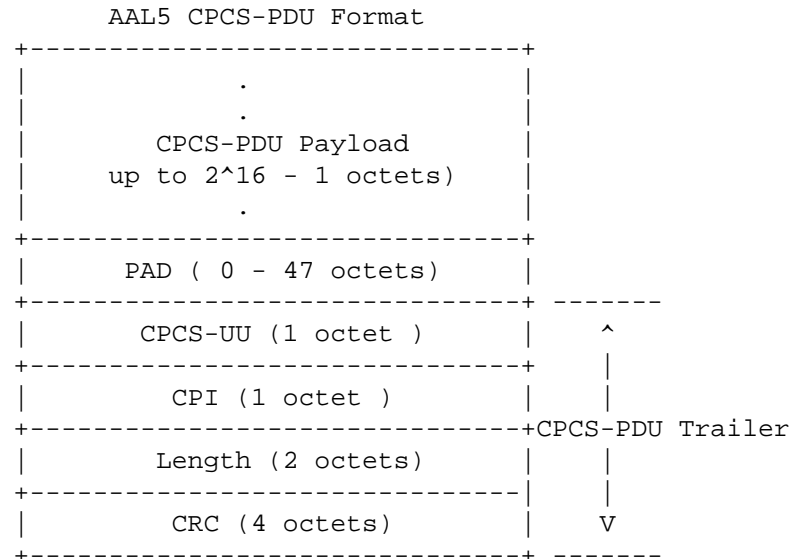 AAL5 CPCS-PDU Format
.
.
CPCS-PDU Payload
up to 2^16 - 1 octets)
.
PAD ( 0 - 47 octets)
CPCS-UU (1 octet )
CPI (1 octet )
CPCS-PDU Trailer
Length (2 octets)
CRC (4 octets)